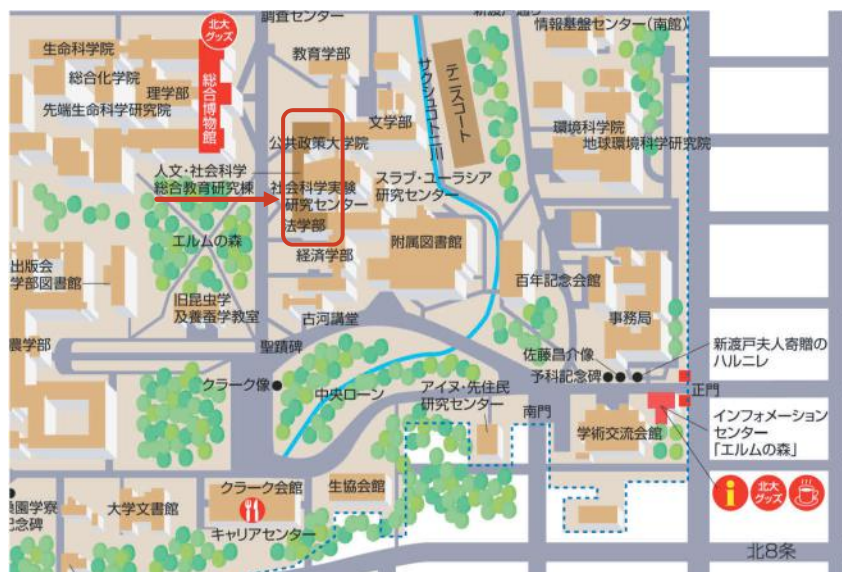 調査センター
情報基盤センター(南館)
北大
グッズ
生命科学院
総合化学院
理学部
先端生命科学研究院
総合博物館
教育学部
文学部
サクシュコトニ川
テニスコート
環境科学院
地球環境科学研究院
公共政策大学院
人文・社会科学
総合教育研究棟
社会科学実験
研究センター
法学部
スラブ・ユーラシア
研究センター
エルムの森
経済学部
附属図書館
百年記念会館
出版会
学部図書館
旧昆虫学
及養蚕学教室
古河講堂
事務局
農学部
聖蹟碑
佐藤昌介像
新渡戸夫人寄贈の
ハルニレ
予科記念碑
正門
クラーク像
中央ローン
アイヌ・先住民
研究センター
南門
学術交流会館
インフォメーション
センター
「エルムの森」
クラーク会館
生協会館
大学文書館
キャリアセンター
園学寮
記念碑
i
北大
グッズ
北8条